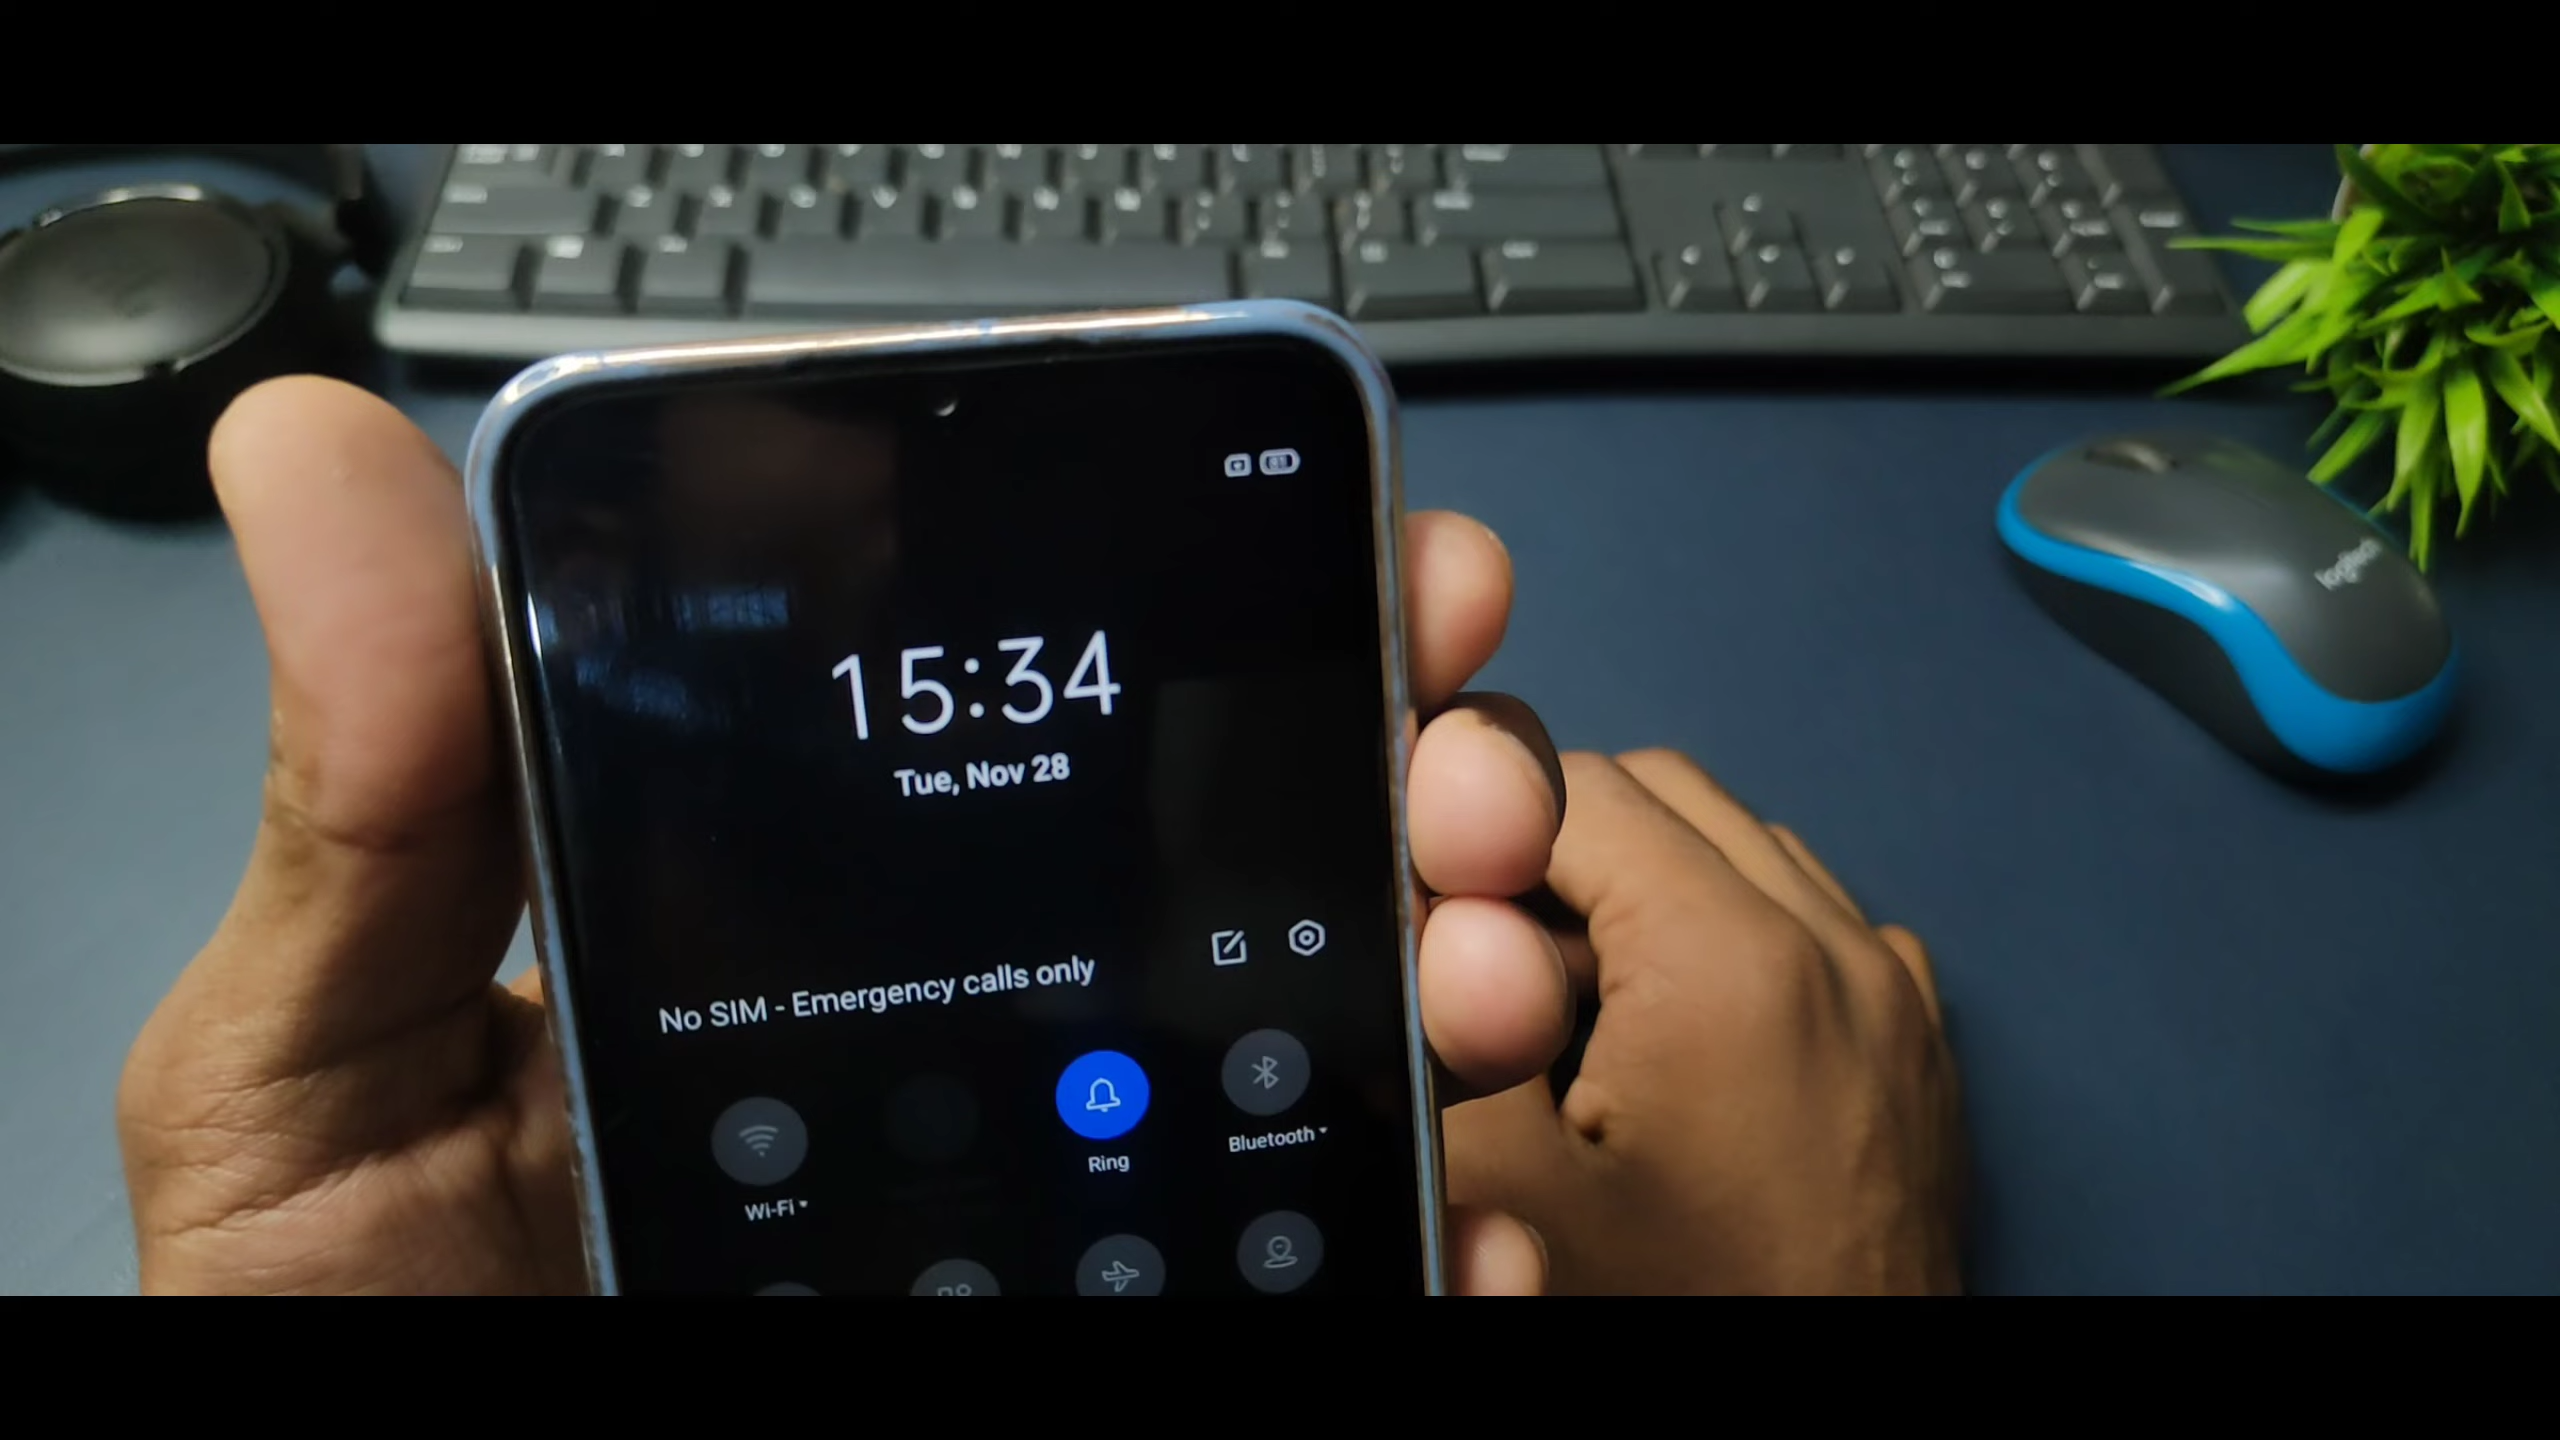 15:34
Tue, Nov 28
No SIM - Emergency calls only
Wi-Fi
Ring
Bluetooth
logitech